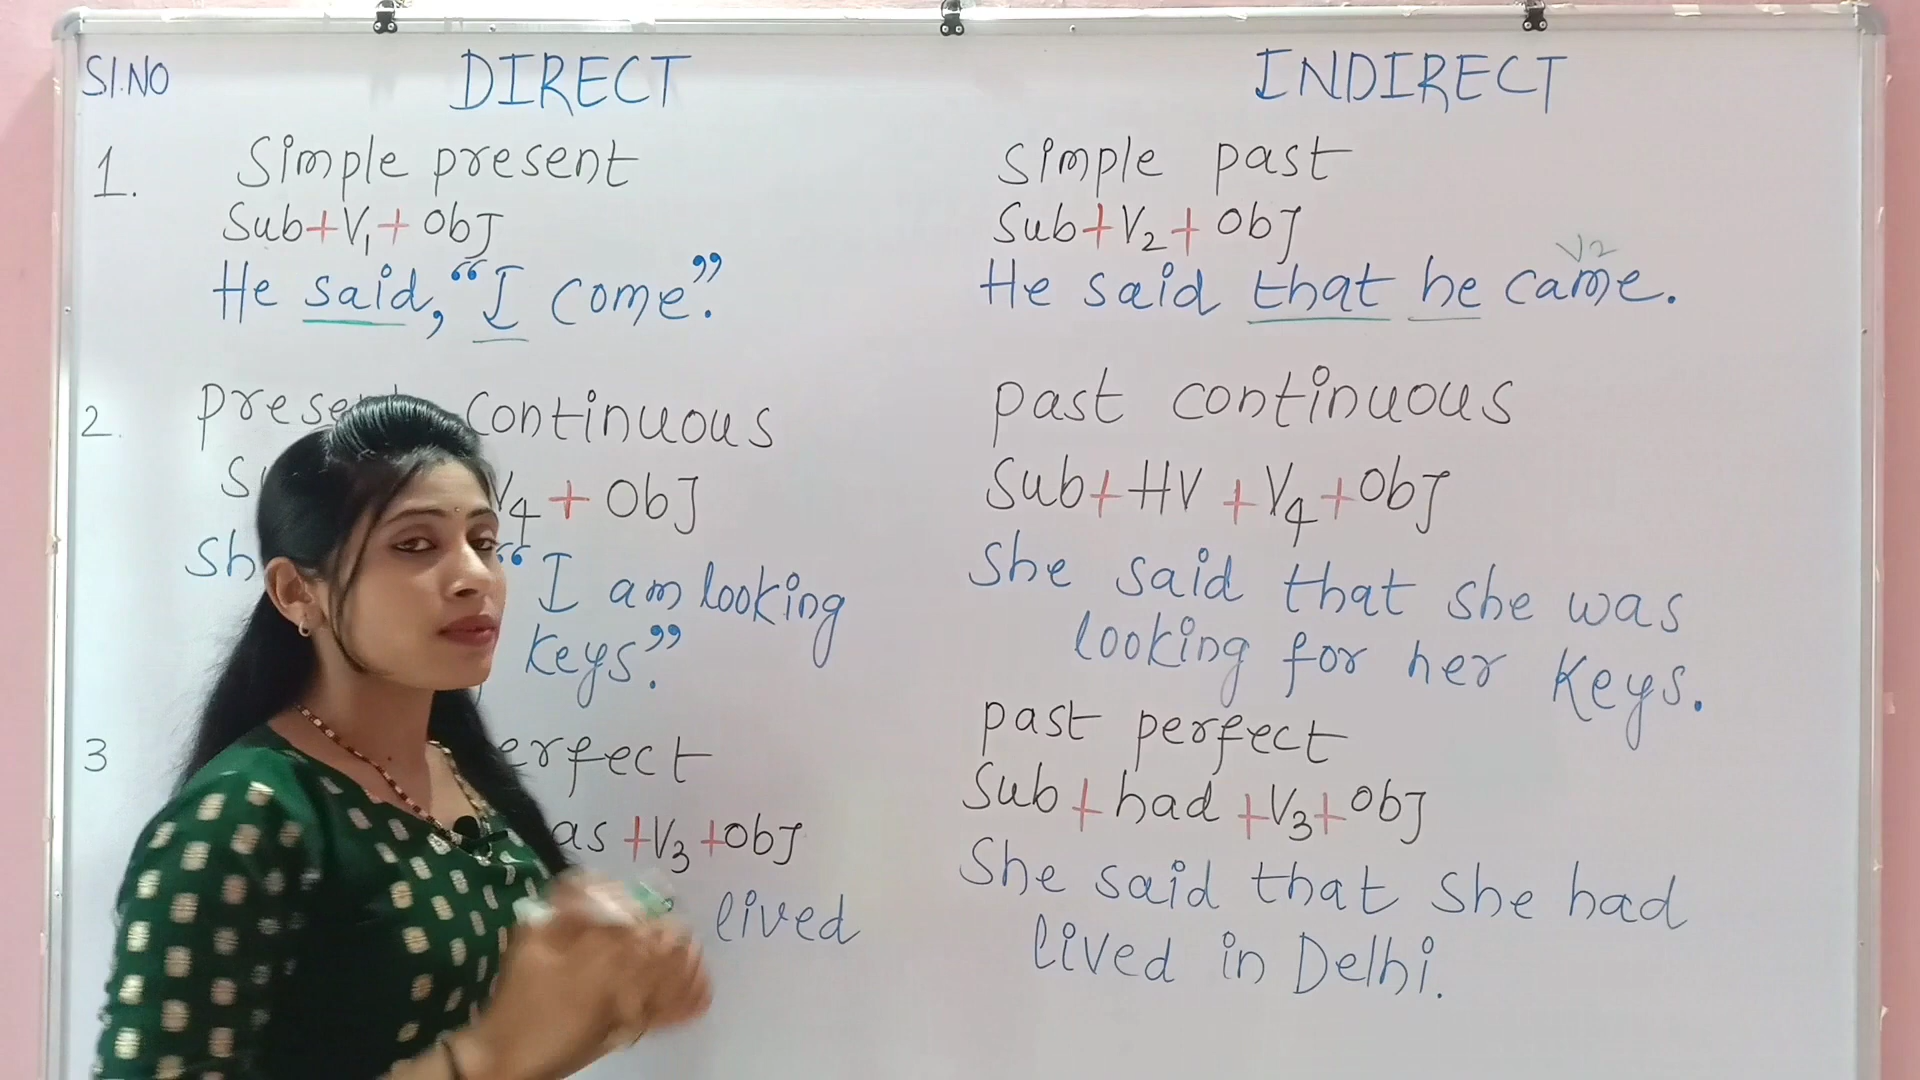 Sl.NO DIRECT INDIRECT
1. Simple present
Sub+V₁+ObJ
He said, “I come”.
Simple past
Sub+V₂+ObJ
V₂
He said that he came.
2. continuous
V₄+ObJ
“I am looking
keys”.
past continuous
Sub+HV+V₄+ObJ
She said that she was
looking for her keys.
3
+V₃+ObJ
lived
past perfect
Sub+had+V₃+ObJ
She said that she had
lived in Delhi.